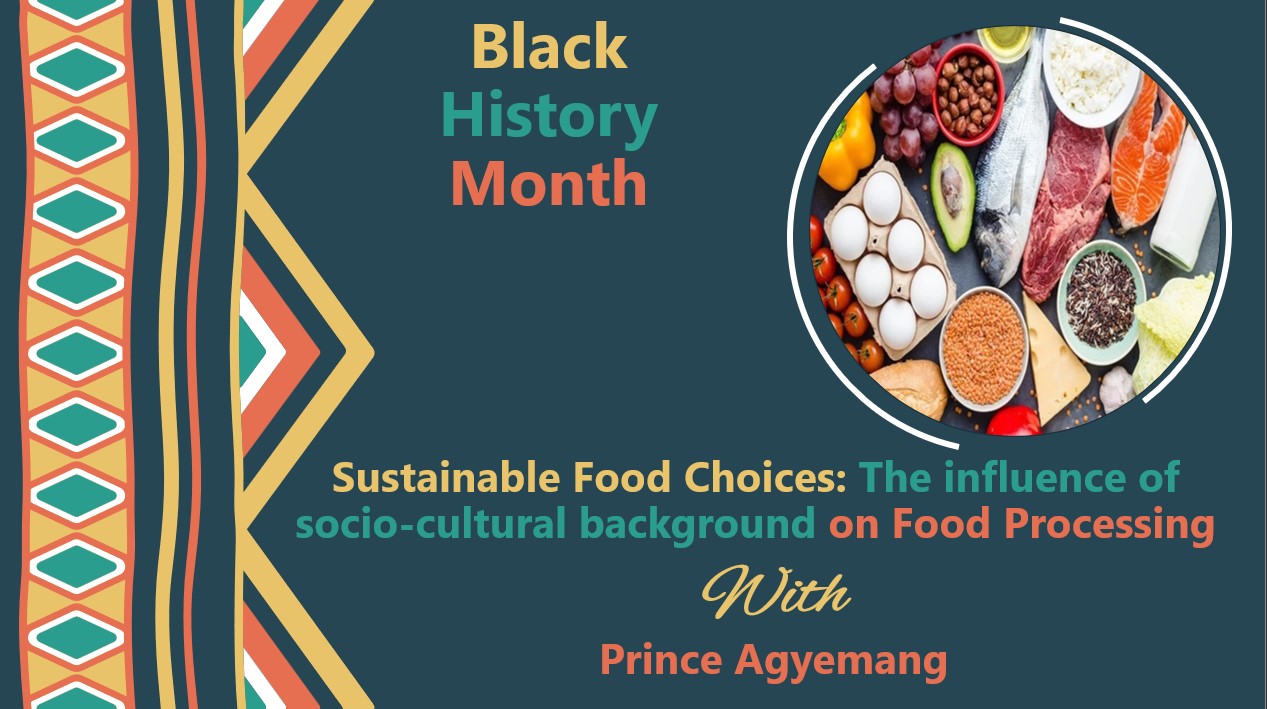 Black
History
Month
Sustainable Food Choices: The influence of
socio-cultural background on Food Processing
With
Prince Agyemang